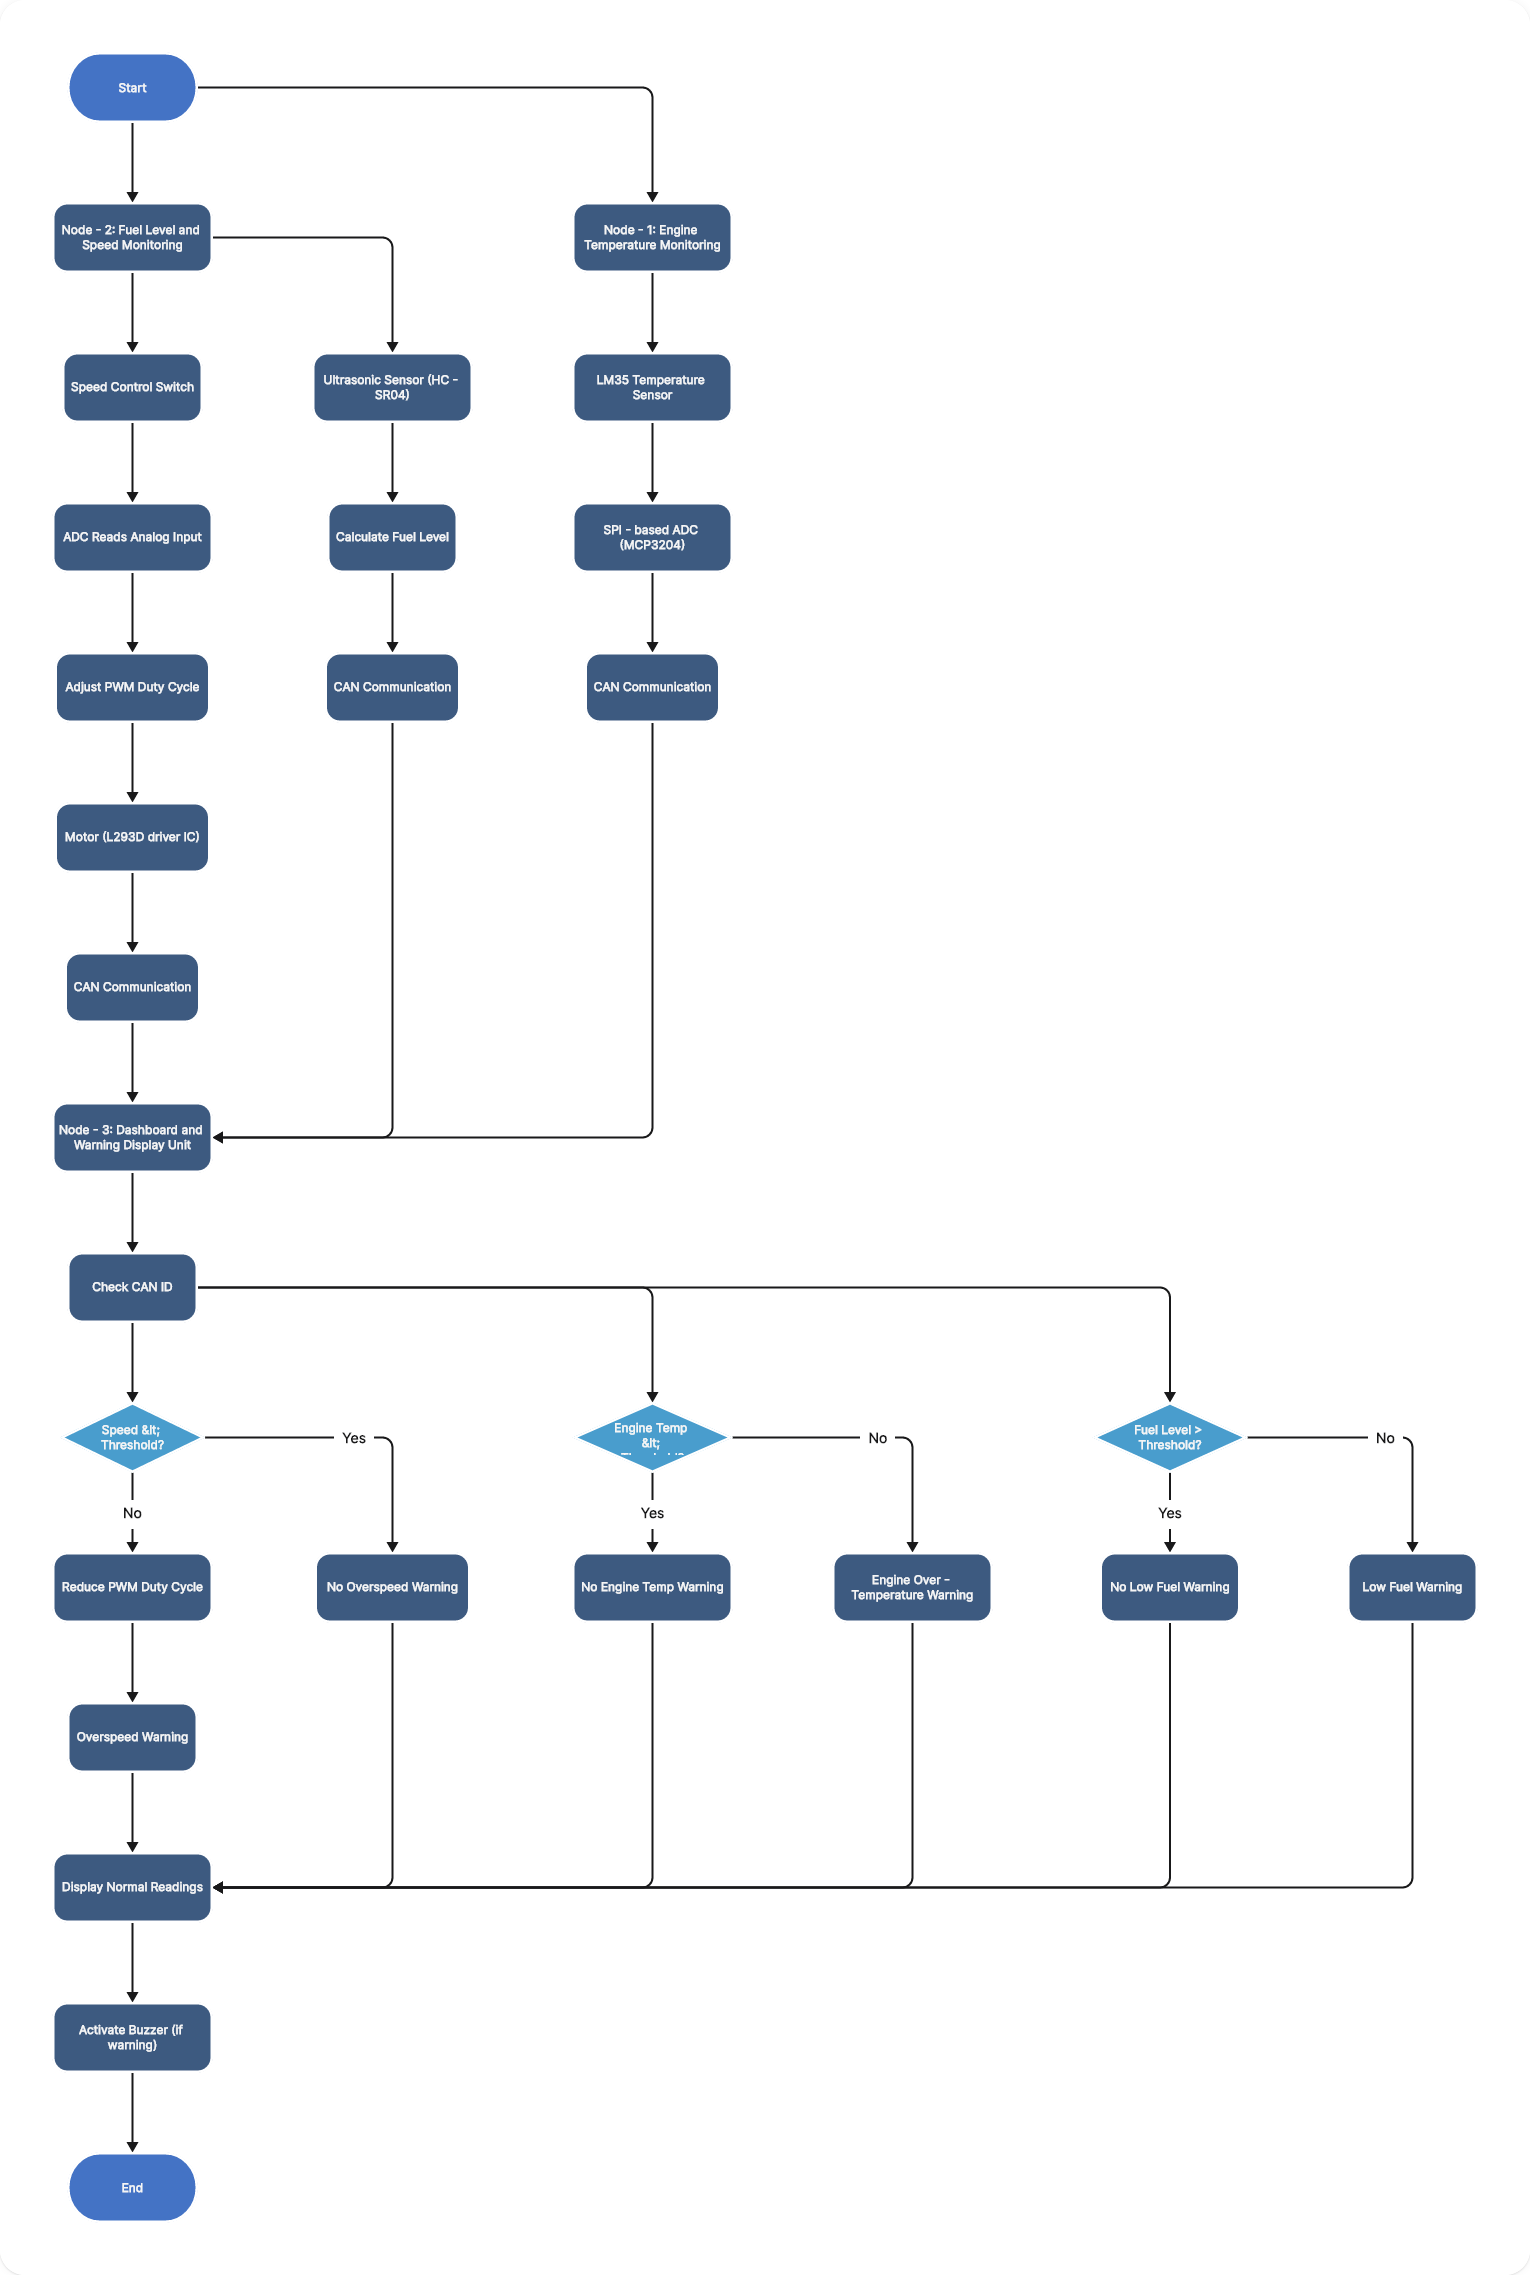 Start
Node - 2: Fuel Level and
Speed Monitoring
Node - 1: Engine
Temperature Monitoring
Speed Control Switch
Ultrasonic Sensor (HC -
SR04)
LM35 Temperature
Sensor
ADC Reads Analog Input
Calculate Fuel Level
SPI - based ADC
(MCP3204)
Adjust PWM Duty Cycle
CAN Communication
CAN Communication
Motor (L293D driver IC)
CAN Communication
Node - 3: Dashboard and
Warning Display Unit
Check CAN ID
Speed &lt;
Threshold?
Yes
Engine Temp
&lt;
No
Fuel Level >
Threshold?
No
No
Yes
Yes
Reduce PWM Duty Cycle
No Overspeed Warning
No Engine Temp Warning
Engine Over -
Temperature Warning
No Low Fuel Warning
Low Fuel Warning
Overspeed Warning
Display Normal Readings
Activate Buzzer (if
warning)
End